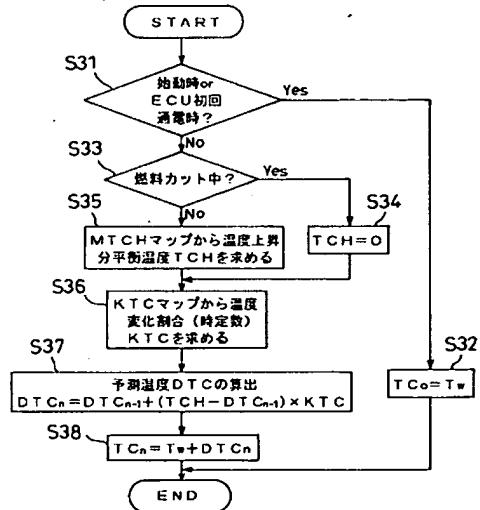 START
S31
始動時or
ECU初回
通電時?
Yes
No
S33
燃料カット中?
Yes
No
S35
MTCHマップから温度上昇
分平衡温度TCHを求める
S34
TCH=0
S36
KTCマップから温度
変化割合(時定数)
KTCを求める
S37
予測温度DTCの算出
DTCn=DTCn-1+(TCH-DTCn-1)×KTC
S32
TCo=Tw
S38
TCn=Tw+DTCn
END